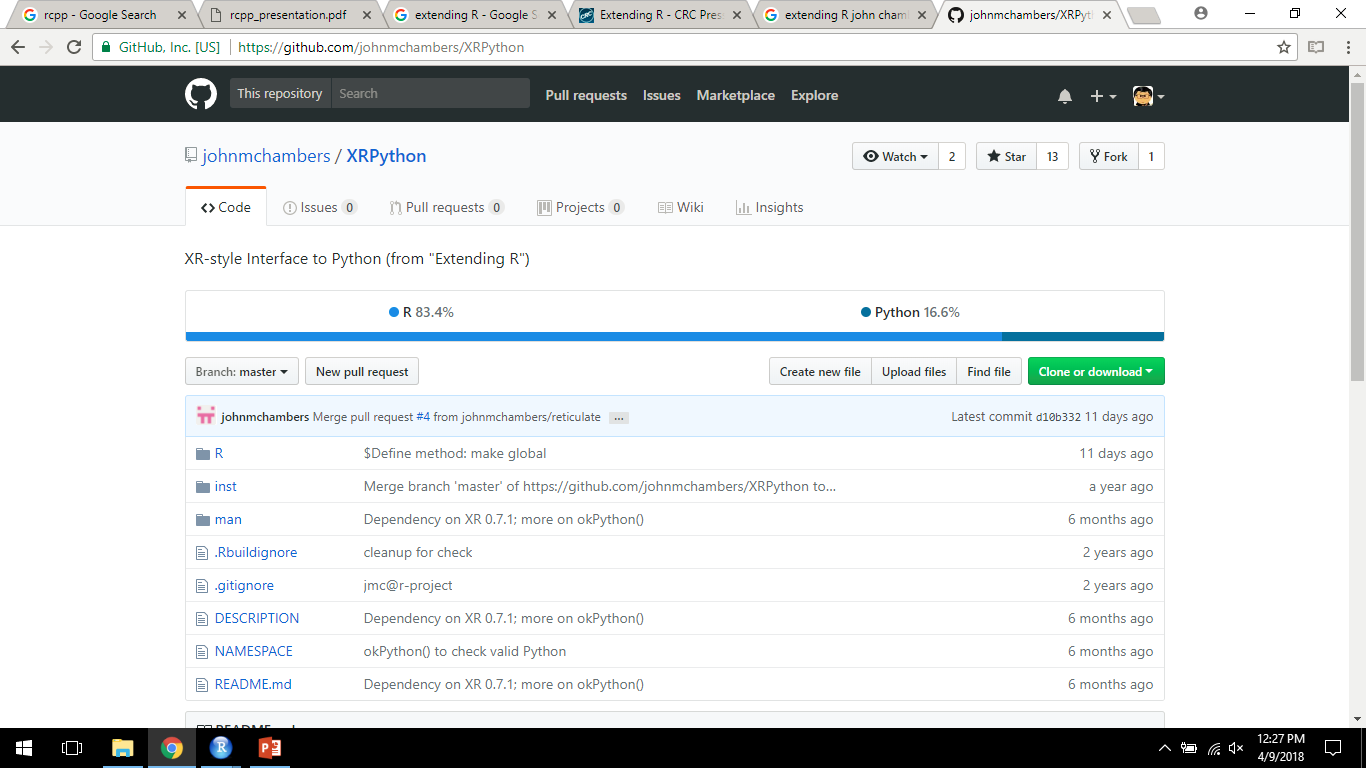 rcpp - Google Search rcpp_presentation.pdf extending R - Google S Extending R - CRC Pres extending R john cham johnmchambers/XRPyth
GitHub, Inc. [US] https://github.com/johnmchambers/XRPython
This repository Search Pull requests Issues Marketplace Explore
johnmchambers / XRPython Watch 2 Star 13 Fork 1
Code Issues 0 Pull requests 0 Projects 0 Wiki Insights
XR-style Interface to Python (from "Extending R")
R 83.4% Python 16.6%
Branch: master New pull request Create new file Upload files Find file Clone or download
johnmchambers Merge pull request #4 from johnmchambers/reticulate ... Latest commit d10b332 11 days ago
R $Define method: make global 11 days ago
inst Merge branch 'master' of https://github.com/johnmchambers/XRPython to... a year ago
man Dependency on XR 0.7.1; more on okPython() 6 months ago
.Rbuildignore cleanup for check 2 years ago
.gitignore jmc@r-project 2 years ago
DESCRIPTION Dependency on XR 0.7.1; more on okPython() 6 months ago
NAMESPACE okPython() to check valid Python 6 months ago
README.md Dependency on XR 0.7.1; more on okPython() 6 months ago
README.md
12:27 PM
4/9/2018